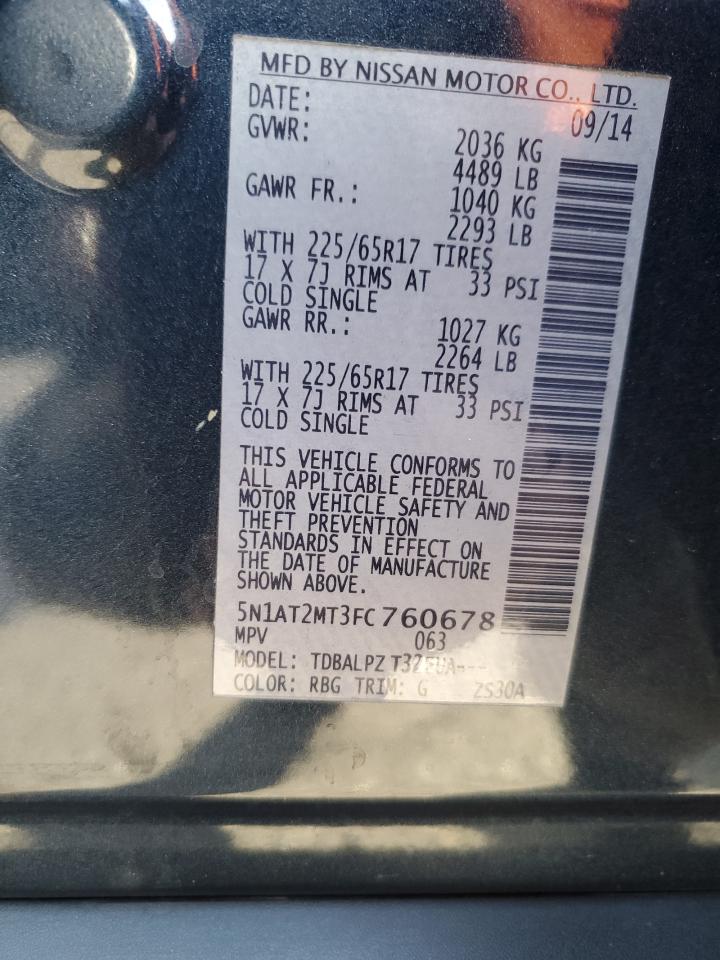 MFD BY NISSAN MOTOR CO., LTD.
DATE: 09/14
GVWR: 2036 KG
4489 LB
GAWR FR.: 1040 KG
2293 LB
WITH 225/65R17 TIRES
17 X 7J RIMS AT 33 PSI
COLD SINGLE
GAWR RR.: 1027 KG
2264 LB
WITH 225/65R17 TIRES
17 X 7J RIMS AT 33 PSI
COLD SINGLE
THIS VEHICLE CONFORMS TO
ALL APPLICABLE FEDERAL
MOTOR VEHICLE SAFETY AND
THEFT PREVENTION
STANDARDS IN EFFECT ON
THE DATE OF MANUFACTURE
SHOWN ABOVE.
5N1AT2MT3FC760678
MPV 063
MODEL: TDBALPZ
COLOR: RBG TRIM: G ZS30A